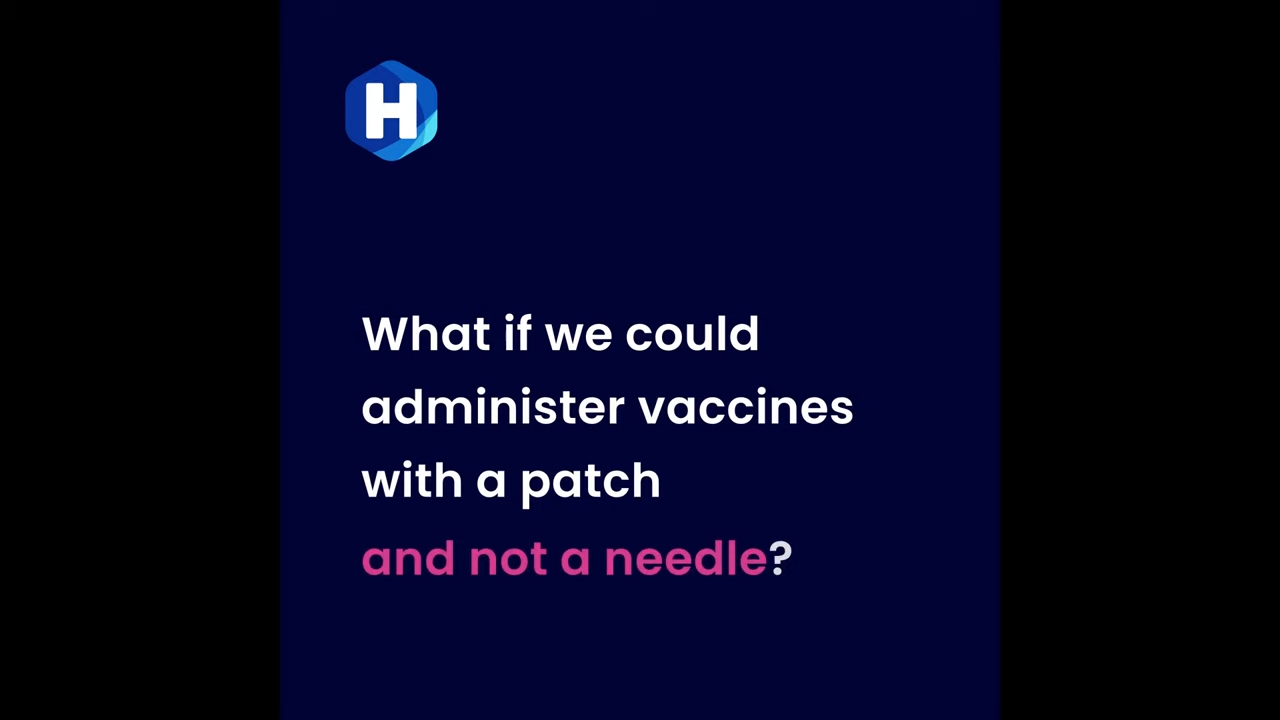 H
What if we could
administer vaccines
with a patch
and not a needle?